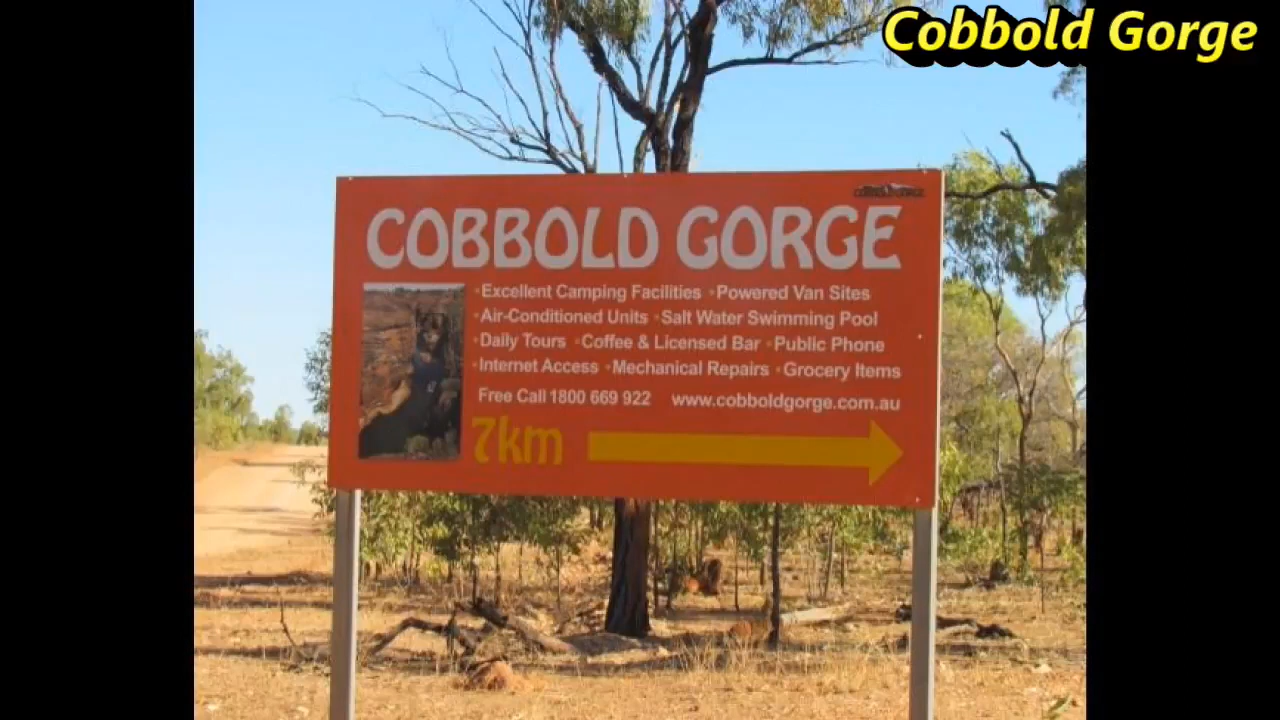 Cobbold Gorge
COBBOLD GORGE
COBBOLD GORGE
•Excellent Camping Facilities •Powered Van Sites
•Air-Conditioned Units •Salt Water Swimming Pool
•Daily Tours •Coffee & Licensed Bar •Public Phone
•Internet Access •Mechanical Repairs •Grocery Items
Free Call 1800 669 922 www.cobboldgorge.com.au
7km